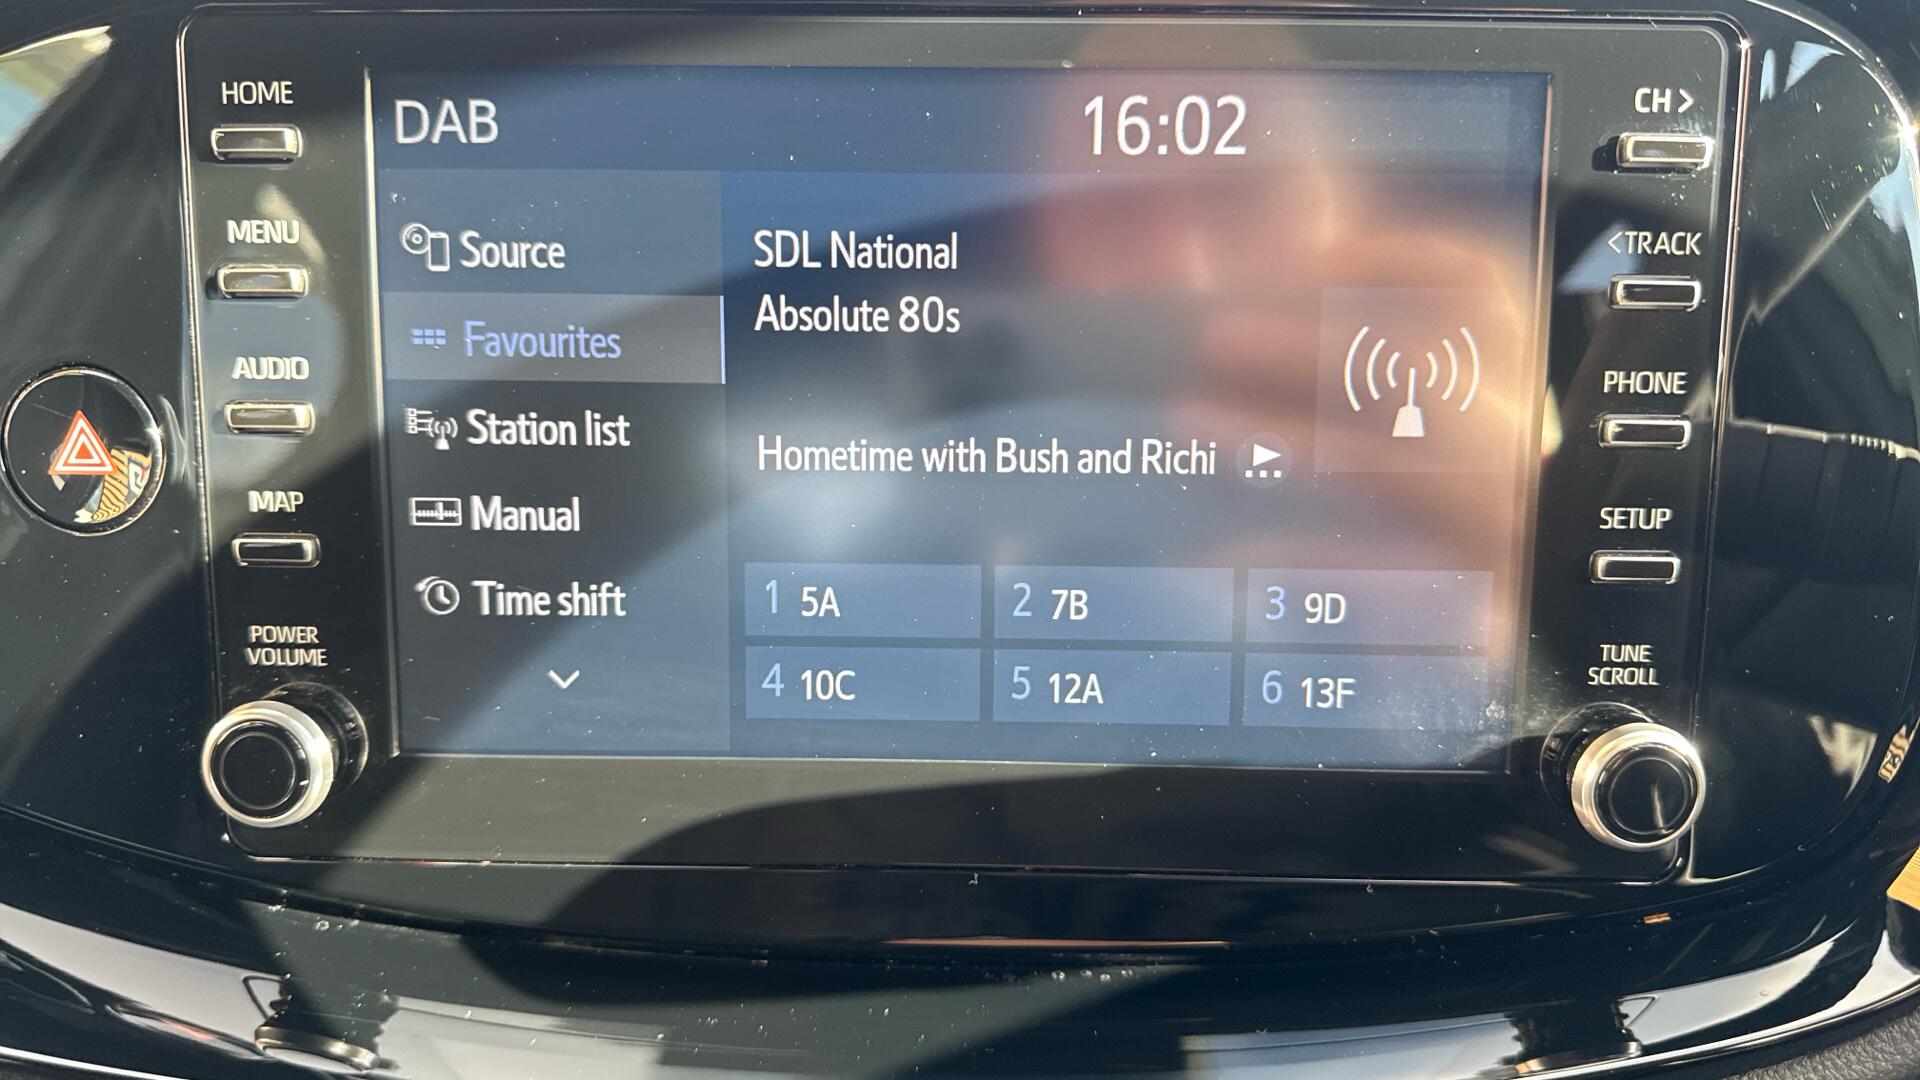 HOME
MENU
AUDIO
MAP
POWER
VOLUME
DAB
16:02
Source
Favourites
Station list
Manual
Time shift
SDL National
Absolute 80s
Hometime with Bush and Richi
1 5A
2 7B
3 9D
4 10C
5 12A
6 13F
CH >
<TRACK
PHONE
SETUP
TUNE
SCROLL